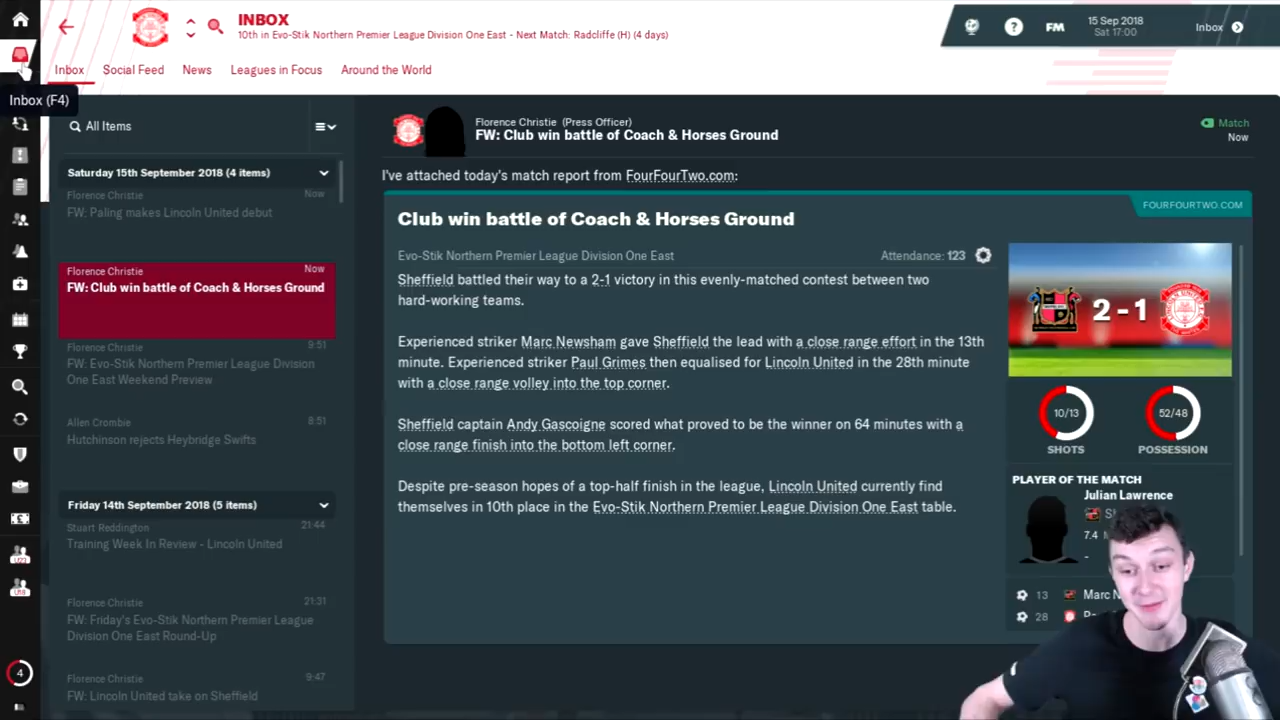 INBOX
10th in Evo-Stik Northern Premier League Division One East - Next Match: Radcliffe (H) (4 days)
FM
15 Sep 2018
Sat 17:00
Inbox
Inbox
Social Feed
News
Leagues in Focus
Around the World
Inbox (F4)
All Items
Saturday 15th September 2018 (4 items)
Florence Christie
Now
FW: Paling makes Lincoln United debut
Florence Christie
Now
FW: Club win battle of Coach & Horses Ground
Florence Christie
9:51
FW: Evo-Stik Northern Premier League Division
One East Weekend Preview
Allen Crombie
8:51
Hutchinson rejects Heybridge Swifts
Friday 14th September 2018 (5 items)
Stuart Reddington
21:44
Training Week In Review - Lincoln United
Florence Christie
21:31
FW: Friday's Evo-Stik Northern Premier League
Division One East Round-Up
Florence Christie
9:47
FW: Lincoln United take on Sheffield
4
Florence Christie (Press Officer)
FW: Club win battle of Coach & Horses Ground
Match
Now
I've attached today's match report from FourFourTwo.com:
FOURFOURTWO.COM
Club win battle of Coach & Horses Ground
Evo-Stik Northern Premier League Division One East
Attendance: 123
Sheffield battled their way to a 2-1 victory in this evenly-matched contest between two
hard-working teams.
Experienced striker Marc Newsham gave Sheffield the lead with a close range effort in the 13th
minute. Experienced striker Paul Grimes then equalised for Lincoln United in the 28th minute
with a close range volley into the top corner.
Sheffield captain Andy Gascoigne scored what proved to be the winner on 64 minutes with a
close range finish into the bottom left corner.
Despite pre-season hopes of a top-half finish in the league, Lincoln United currently find
themselves in 10th place in the Evo-Stik Northern Premier League Division One East table.
2 - 1
10/13
52/48
SHOTS
POSSESSION
PLAYER OF THE MATCH
Julian Lawrence
7.4
-
13
Marc
28